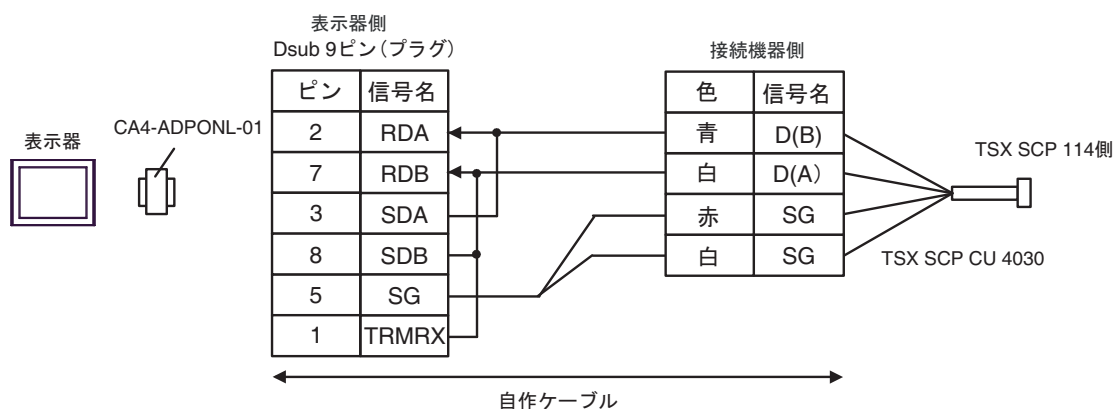 表示器側
Dsub 9ピン（プラグ）
接続機器側
ピン 信号名
色 信号名
CA4-ADPONL-01
表示器
2 RDA
青 D(B)
TSX SCP 114側
7 RDB
白 D(A）
3 SDA
赤 SG
8 SDB
白 SG
TSX SCP CU 4030
5 SG
1 TRMRX
自作ケーブル